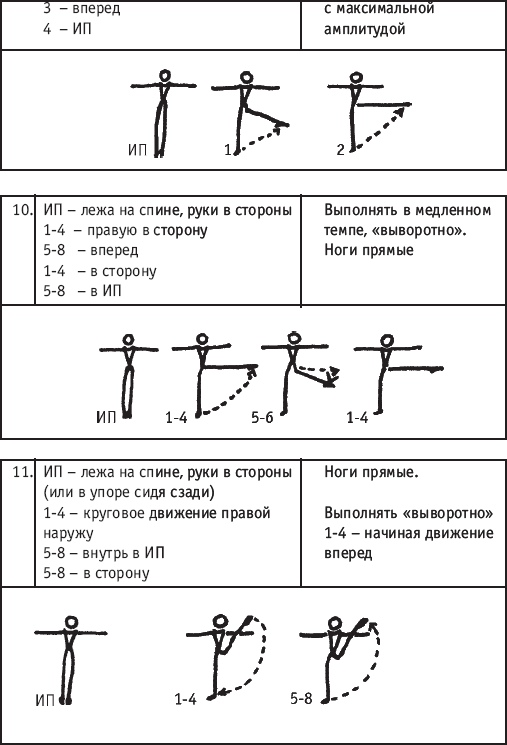 3 – вперед
4 – ИП
с максимальной
амплитудой
ИП 1 2
10. ИП – лежа на спине, руки в стороны
1-4 – правую в сторону
5-8 – вперед
1-4 – в сторону
5-8 – в ИП
Выполнять в медленном
темпе, «выворотно».
Ноги прямые
ИП 1-4 5-6 1-4
11. ИП – лежа на спине, руки в стороны
(или в упоре сидя сзади)
1-4 – круговое движение правой
наружу
5-8 – внутрь в ИП
5-8 – в сторону
Ноги прямые.
Выполнять «выворотно»
1-4 – начиная движение
вперед
ИП 1-4 5-8